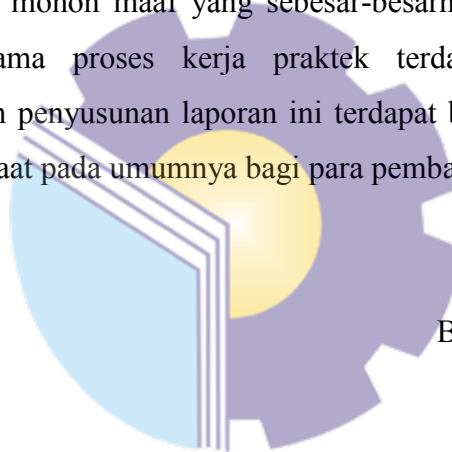 mohon maaf yang sebesar-besarn
ama proses kerja praktek terda
penyusunan laporan ini terdapat b
aat pada umumnya bagi para pemba
B